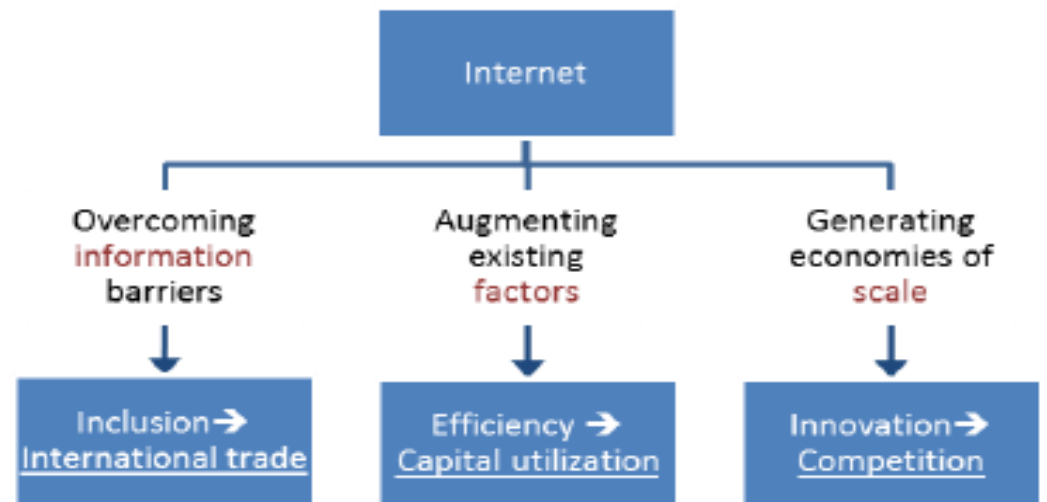 Internet
Overcoming
information
barriers
Augmenting
existing
factors
Generating
economies of
scale
Inclusion➔
International trade
Efficiency ➔
Capital utilization
Innovation➔
Competition